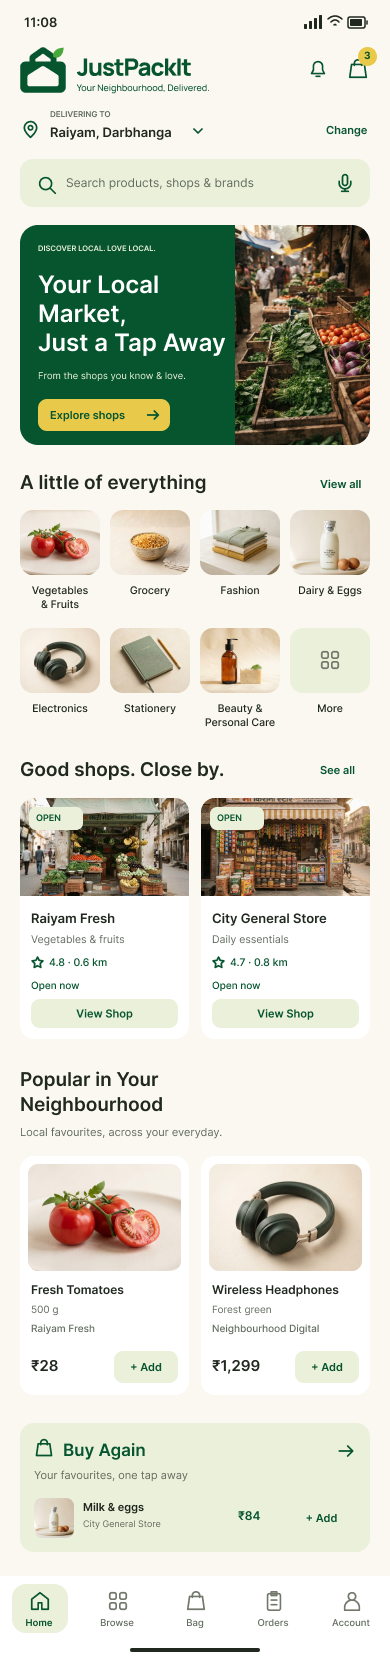 11:08
JustPackIt
Your Neighbourhood, Delivered.
3
DELIVERING TO
Raiyam, Darbhanga
Change
Search products, shops & brands
DISCOVER LOCAL. LOVE LOCAL.
Your Local
Market,
Just a Tap Away
From the shops you know & love.
Explore shops
A little of everything
View all
Vegetables
& Fruits
Grocery
Fashion
Dairy & Eggs
Electronics
Stationery
Beauty &
Personal Care
More
Good shops. Close by.
See all
OPEN
Raiyam Fresh
Vegetables & fruits
4.8 · 0.6 km
Open now
View Shop
OPEN
City General Store
Daily essentials
4.7 · 0.8 km
Open now
View Shop
Popular in Your
Neighbourhood
Local favourites, across your everyday.
Fresh Tomatoes
500 g
Raiyam Fresh
₹28
+ Add
Wireless Headphones
Forest green
Neighbourhood Digital
₹1,299
+ Add
Buy Again
Your favourites, one tap away
Milk & eggs
City General Store
₹84
+ Add
Home
Browse
Bag
Orders
Account